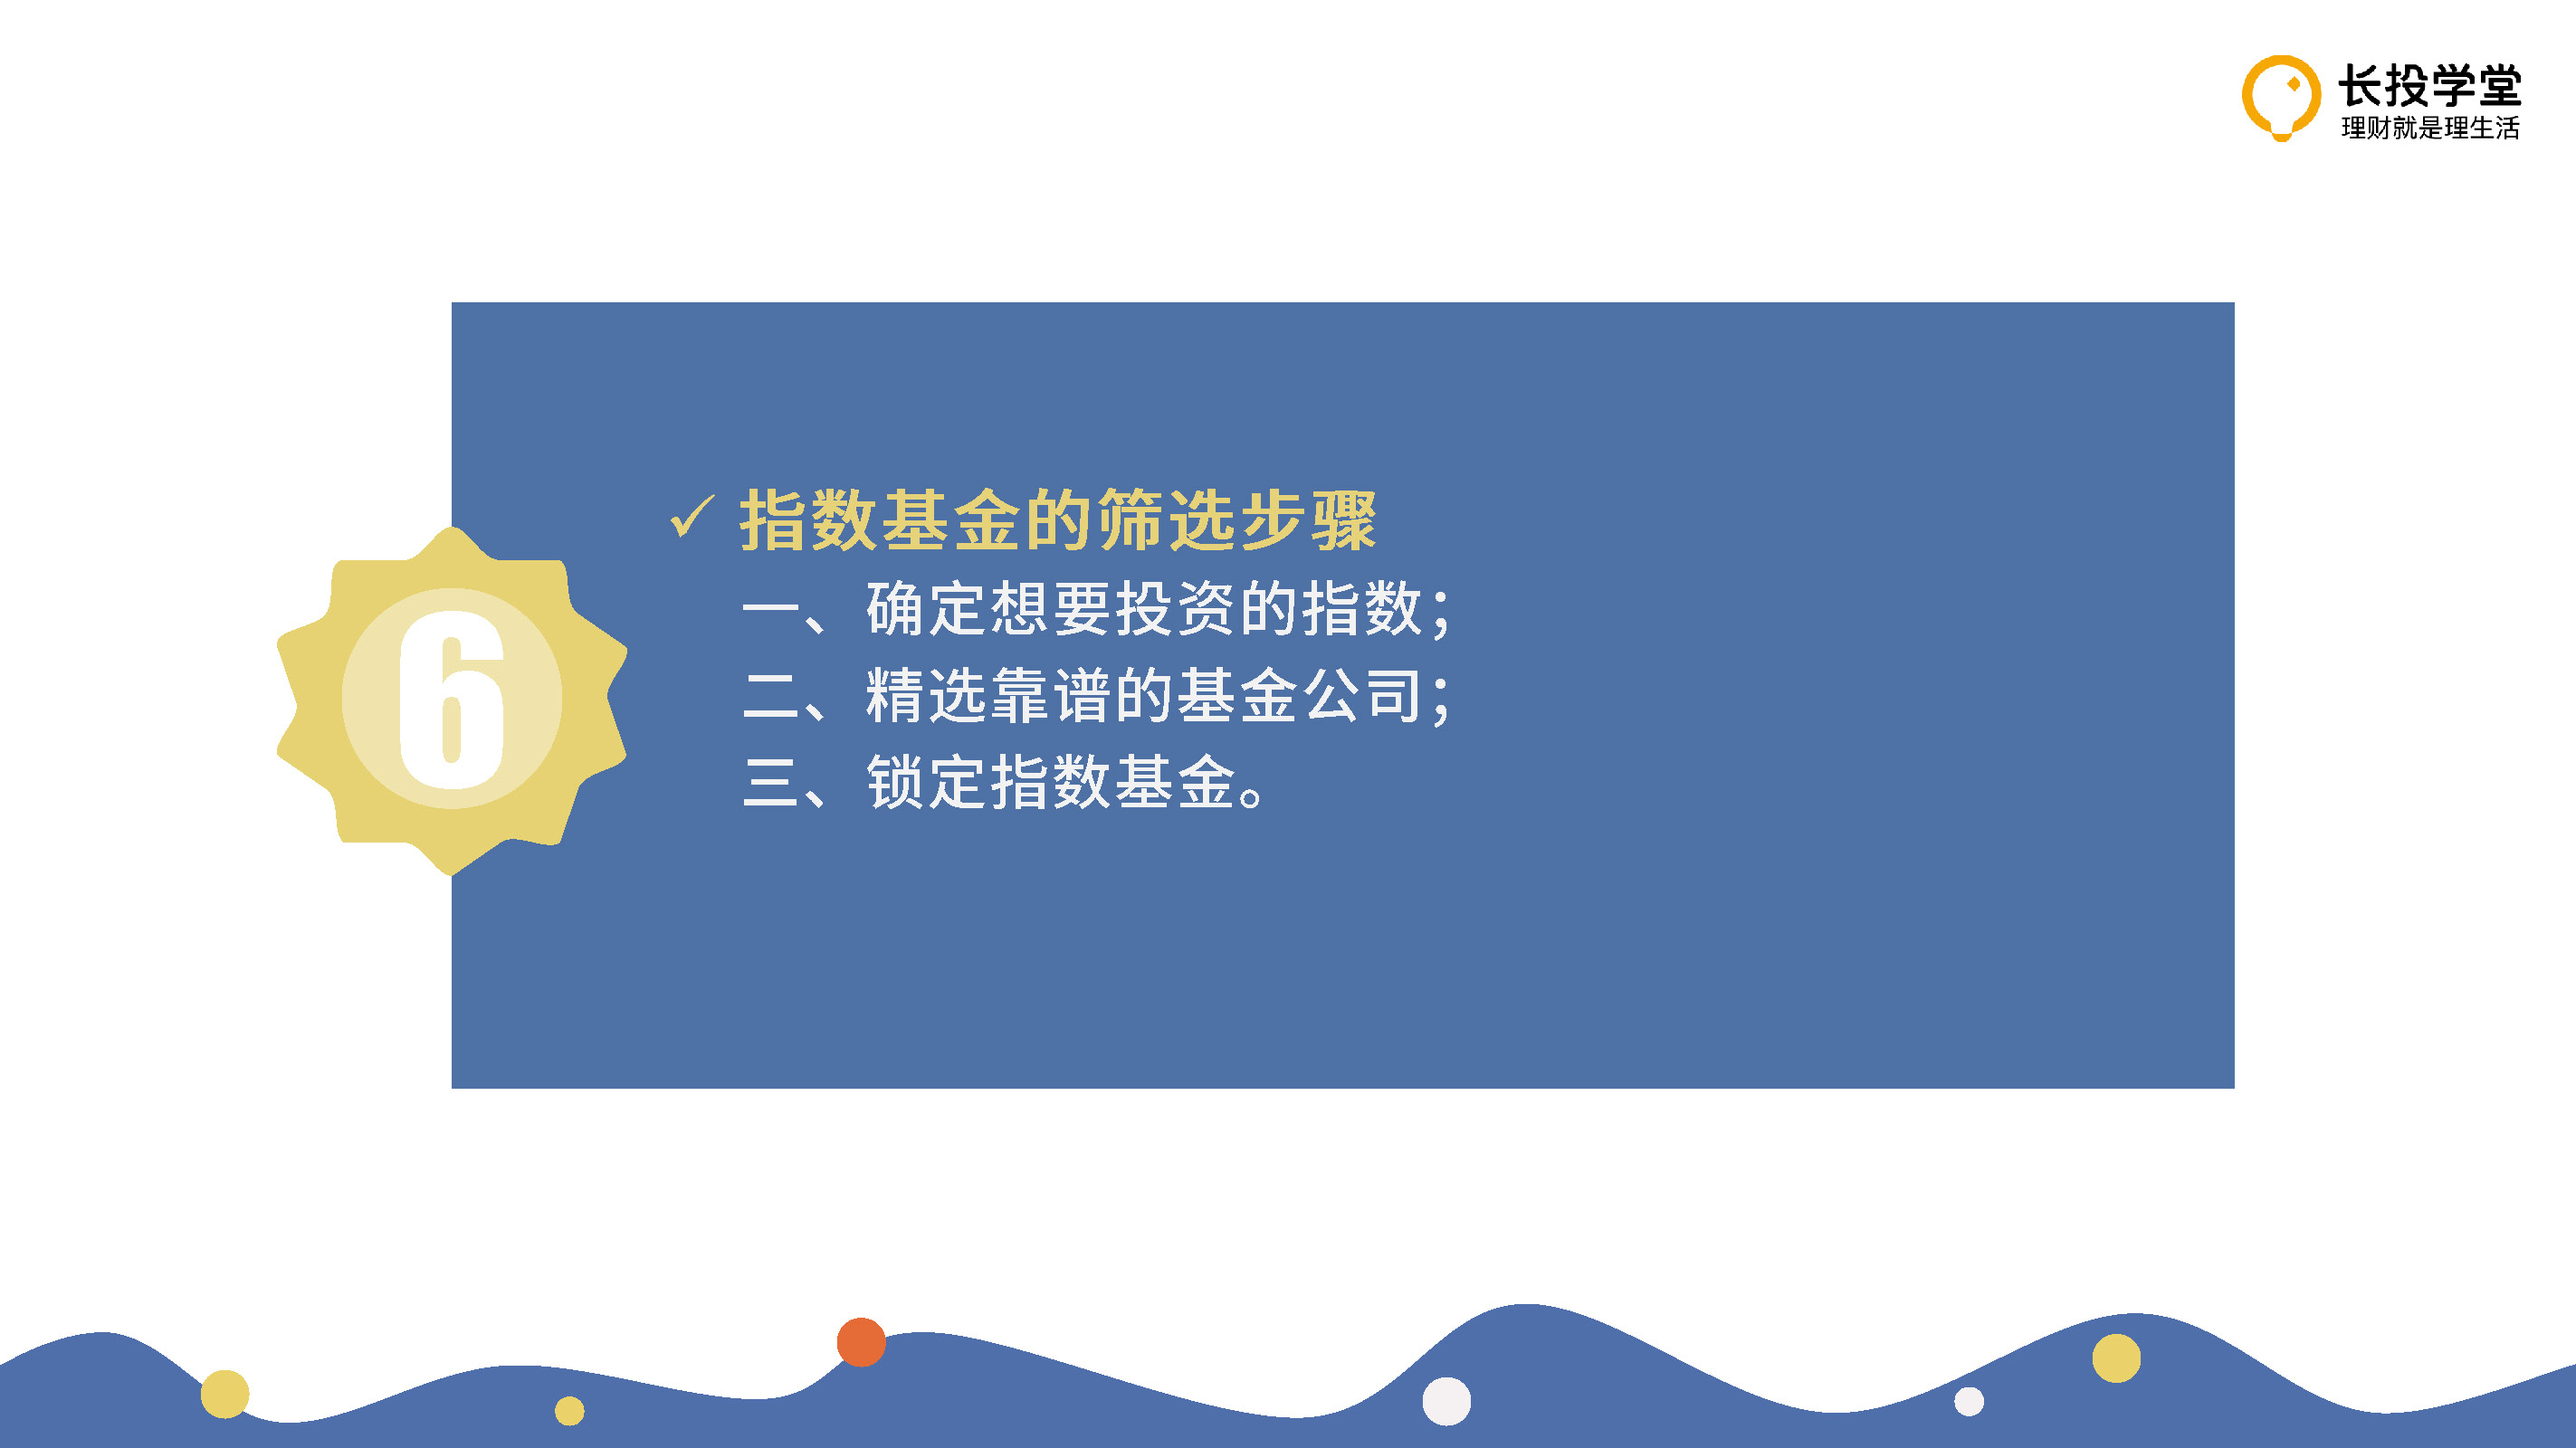 长投学堂
理财就是理生活
✓ 指数基金的筛选步骤
一、确定想要投资的指数；
二、精选靠谱的基金公司；
三、锁定指数基金。
6